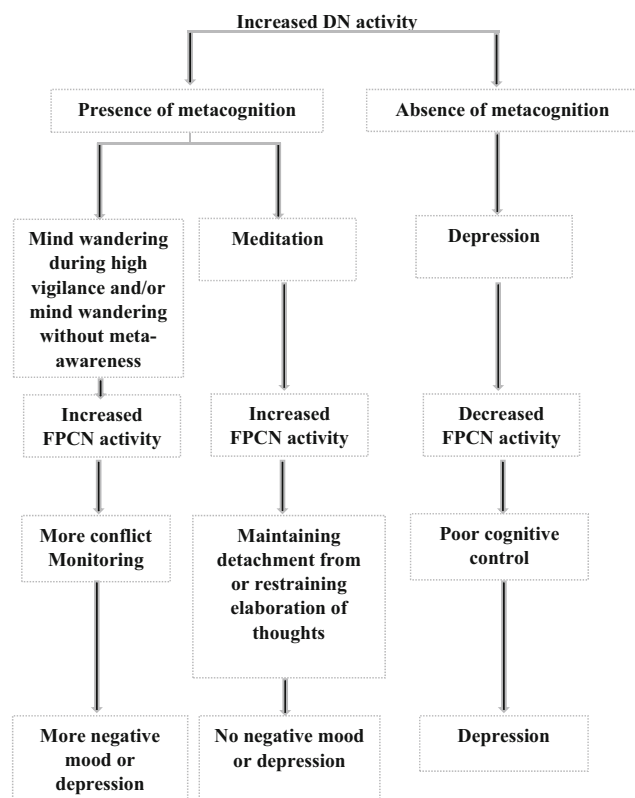 Increased DN activity
Presence of metacognition
Absence of metacognition
Mind wandering
during high
vigilance and/or
mind wandering
without meta-
awareness
Meditation
Depression
Increased
FPCN activity
Increased
FPCN activity
Decreased
FPCN activity
More conflict
Monitoring
Maintaining
detachment from
or restraining
elaboration of
thoughts
Poor cognitive
control
More negative
mood or
depression
No negative mood
or depression
Depression